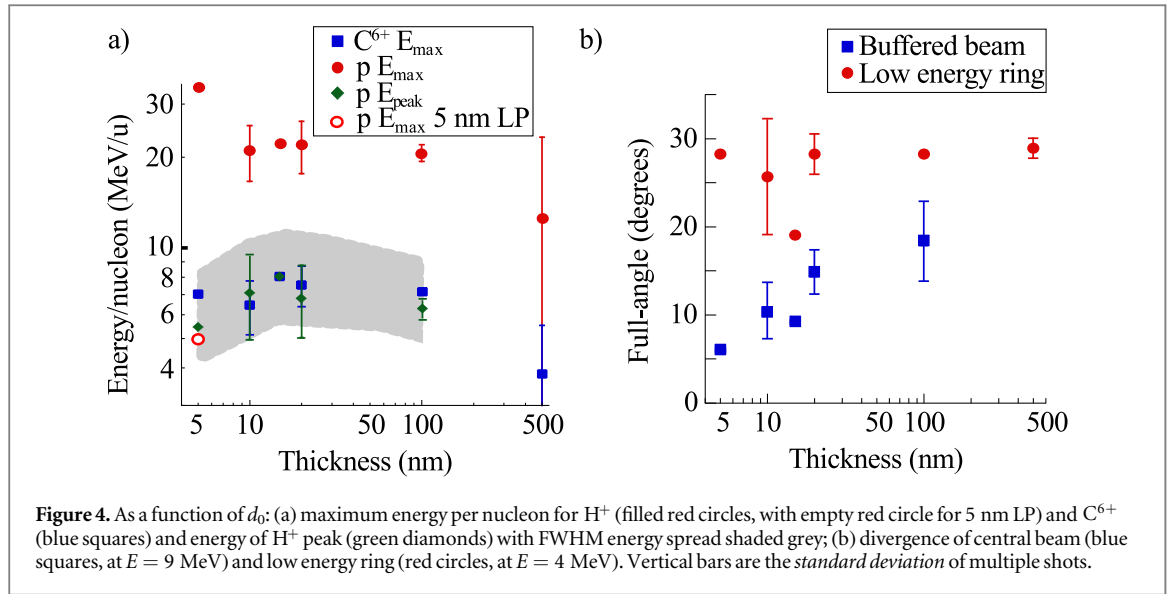 a)
C⁶⁺ Eₘₐₓ
p Eₘₐₓ
p Eₚₑₐₖ
p Eₘₐₓ 5 nm LP
Energy/nucleon (MeV/u)
30
20
10
8
6
4
5 10 50 100 500
Thickness (nm)
b)
Buffered beam
Low energy ring
Full-angle (degrees)
30
20
10
0
5 10 50 100 500
Thickness (nm)
Figure 4. As a function of d₀: (a) maximum energy per nucleon for H⁺ (filled red circles, with empty red circle for 5 nm LP) and C⁶⁺
(blue squares) and energy of H⁺ peak (green diamonds) with FWHM energy spread shaded grey; (b) divergence of central beam (blue
squares, at E = 9 MeV) and low energy ring (red circles, at E = 4 MeV). Vertical bars are the standard deviation of multiple shots.